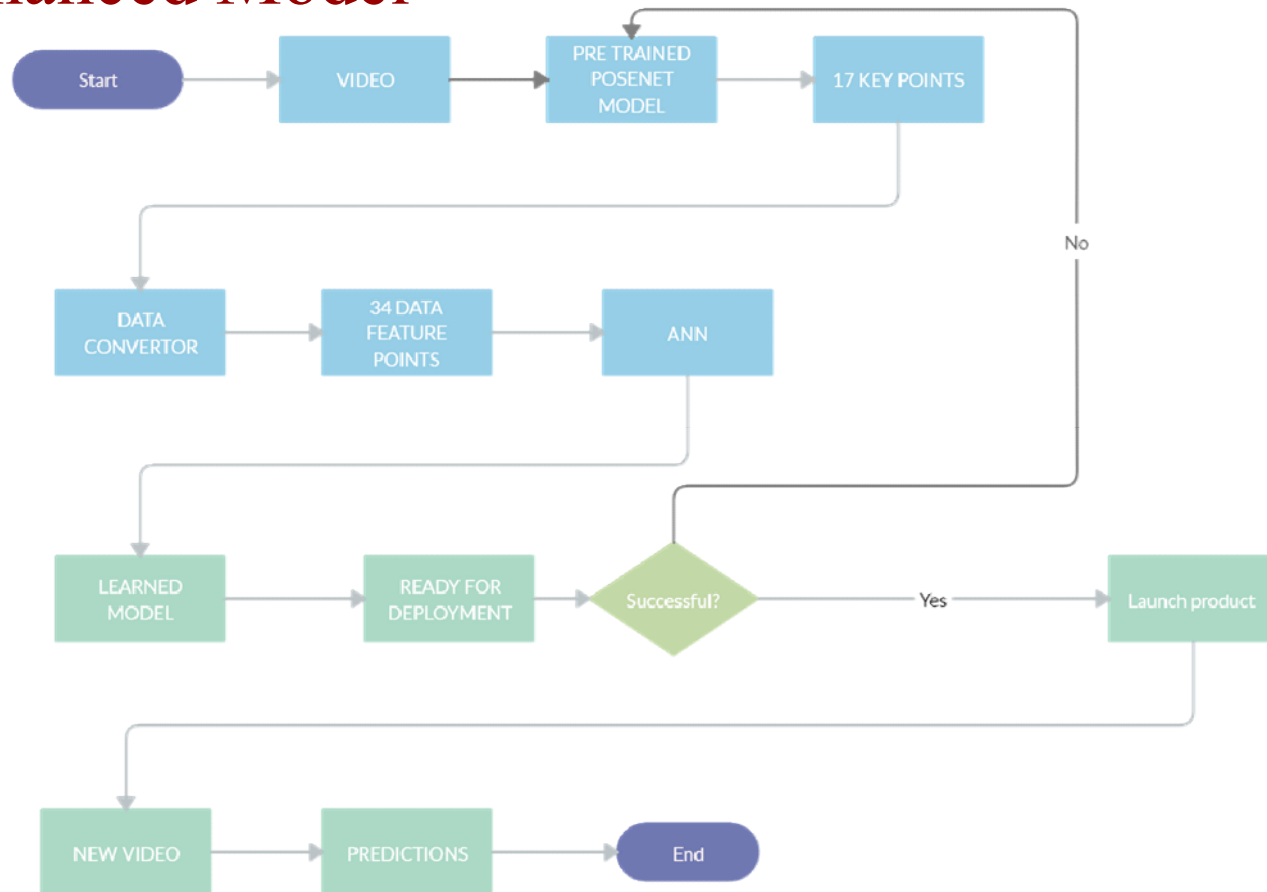 Model
Start
VIDEO
PRE TRAINED
POSENET
MODEL
17 KEY POINTS
No
DATA
CONVERTOR
34 DATA
FEATURE
POINTS
ANN
LEARNED
MODEL
READY FOR
DEPLOYMENT
Successful?
Yes
Launch product
NEW VIDEO
PREDICTIONS
End